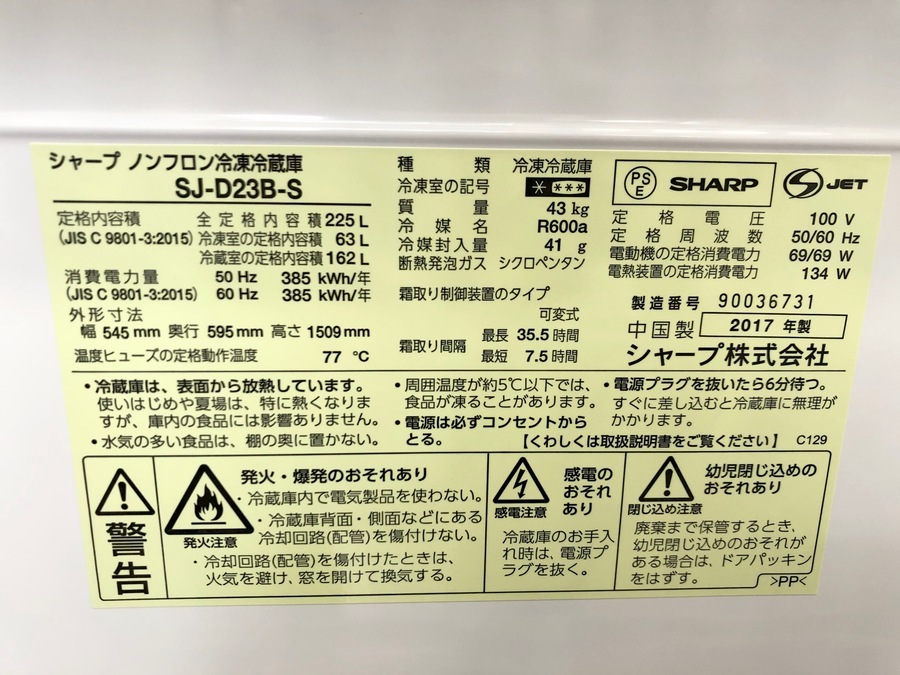 シャープ ノンフロン冷凍冷蔵庫
SJ-D23B-S
定格内容積 全定格内容積 225 L
(JIS C 9801-3:2015) 冷凍室の定格内容積 63 L
冷蔵室の定格内容積 162 L
消費電力量 50 Hz 385 kWh/年
(JIS C 9801-3:2015) 60 Hz 385 kWh/年
外形寸法
幅 545 mm 奥行 595 mm 高さ 1509 mm
温度ヒューズの定格動作温度 77 ℃
種類 冷凍冷蔵庫
冷凍室の記号 * ***
質量 43 kg
冷媒名 R600a
冷媒封入量 41 g
断熱発泡ガス シクロペンタン
霜取り制御装置のタイプ
可変式
霜取り間隔 最長 35.5 時間
最短 7.5 時間
PS E SHARP S JET
定格電圧 100 V
定格周波数 50/60 Hz
電動機の定格消費電力 69/69 W
電熱装置の定格消費電力 134 W
製造番号 90036731
中国製 2017 年製
シャープ株式会社
・冷蔵庫は、表面から放熱しています。
使いはじめや夏場は、特に熱くなりま
すが、庫内の食品には影響ありません。
・水気の多い食品は、棚の奥に置かない。
・周囲温度が約5℃以下では、
食品が凍ることがあります。
・電源は必ずコンセントから
とる。
・電源プラグを抜いたら6分待つ。
すぐに差し込むと冷蔵庫に無理が
かかります。
【くわしくは取扱説明書をご覧ください】 C129
警告
発火注意
発火・爆発のおそれあり
・冷蔵庫内で電気製品を使わない。
・冷蔵庫背面・側面などにある
冷却回路(配管)を傷付けない。
・冷却回路(配管)を傷付けたときは、
火気を避け、窓を開けて換気する。
感電注意
感電の
おそれ
あり
冷蔵庫のお手入
れ時は、電源プ
ラグを抜く。
閉じ込め注意
幼児閉じ込めの
おそれあり
廃棄まで保管するとき、
幼児閉じ込めのおそれが
ある場合は、ドアパッキン
をはずす。
>PP<